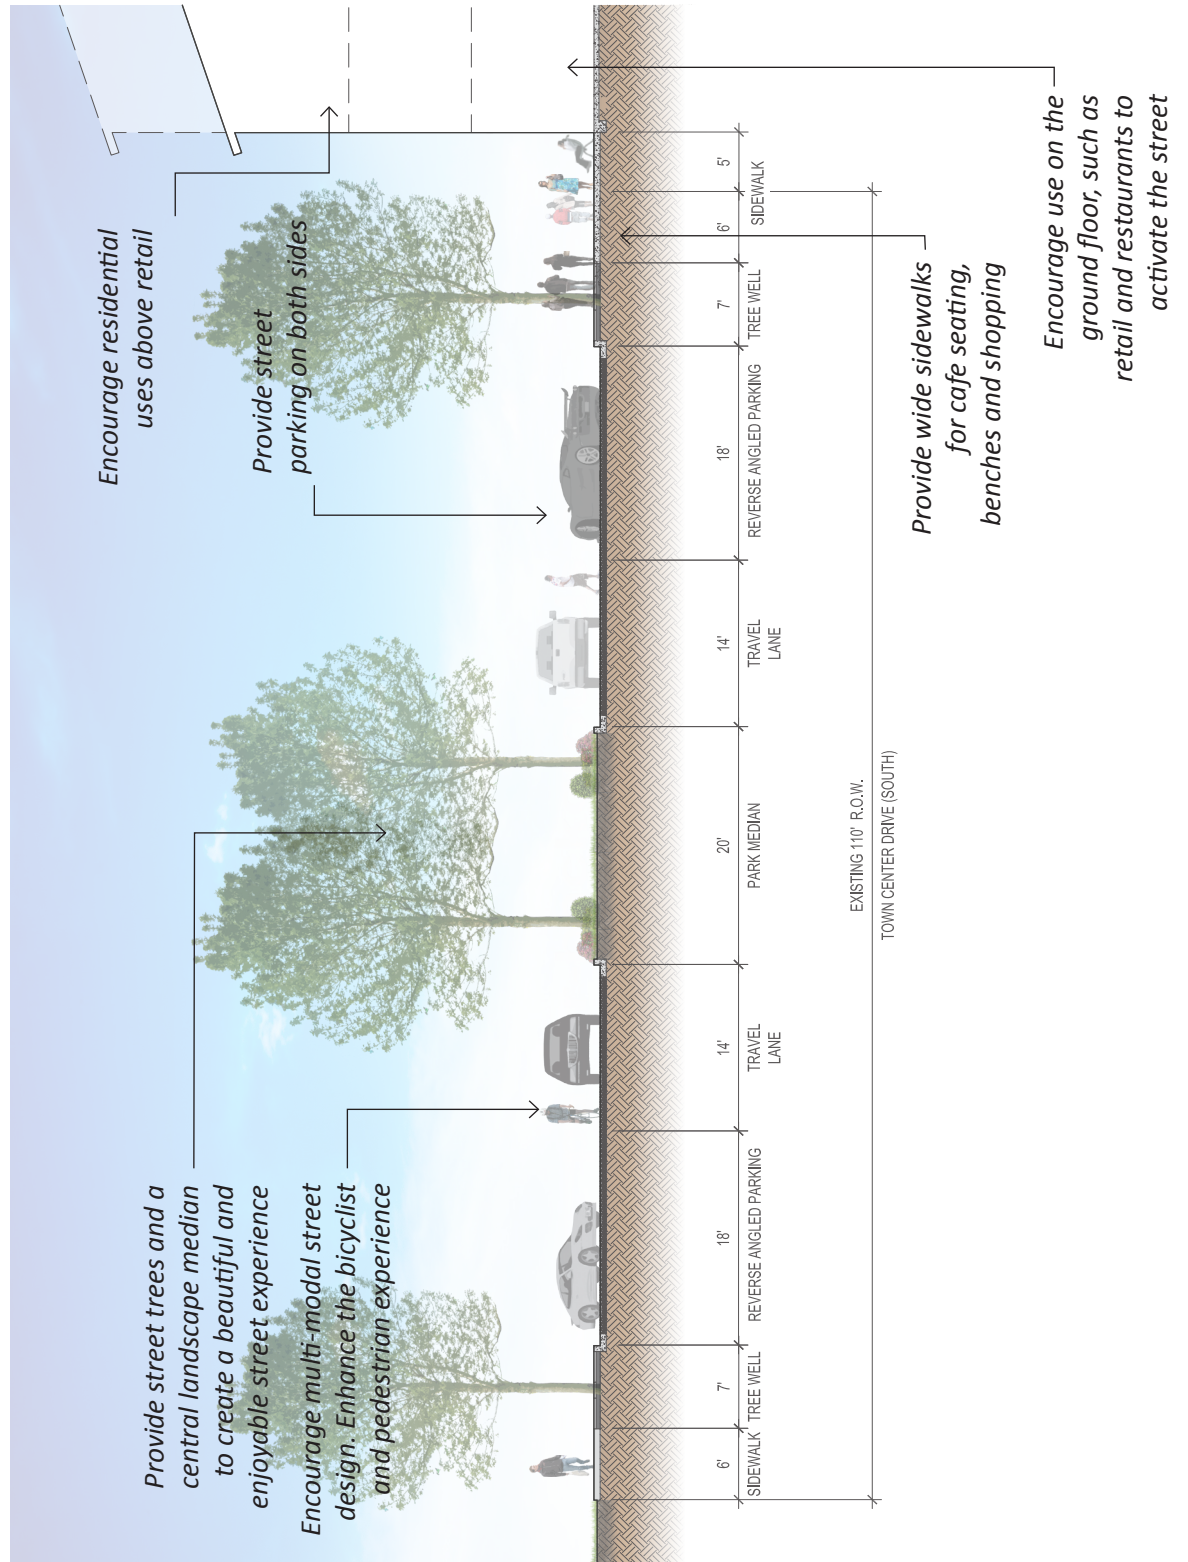 Provide street trees and a
central landscape median
to create a beautiful and
enjoyable street experience
Encourage multi-modal street
design. Enhance the bicyclist
and pedestrian experience
Encourage residential
uses above retail
Provide street
parking on both sides
6'
7'
18'
14'
20'
14'
18'
7'
6'
5'
SIDEWALK
TREE WELL
REVERSE ANGLED PARKING
TRAVEL
LANE
PARK MEDIAN
TRAVEL
LANE
REVERSE ANGLED PARKING
TREE WELL
SIDEWALK
EXISTING 110' R.O.W.
TOWN CENTER DRIVE (SOUTH)
Provide wide sidewalks
for cafe seating,
benches and shopping
Encourage use on the
ground floor, such as
retail and restaurants to
activate the street